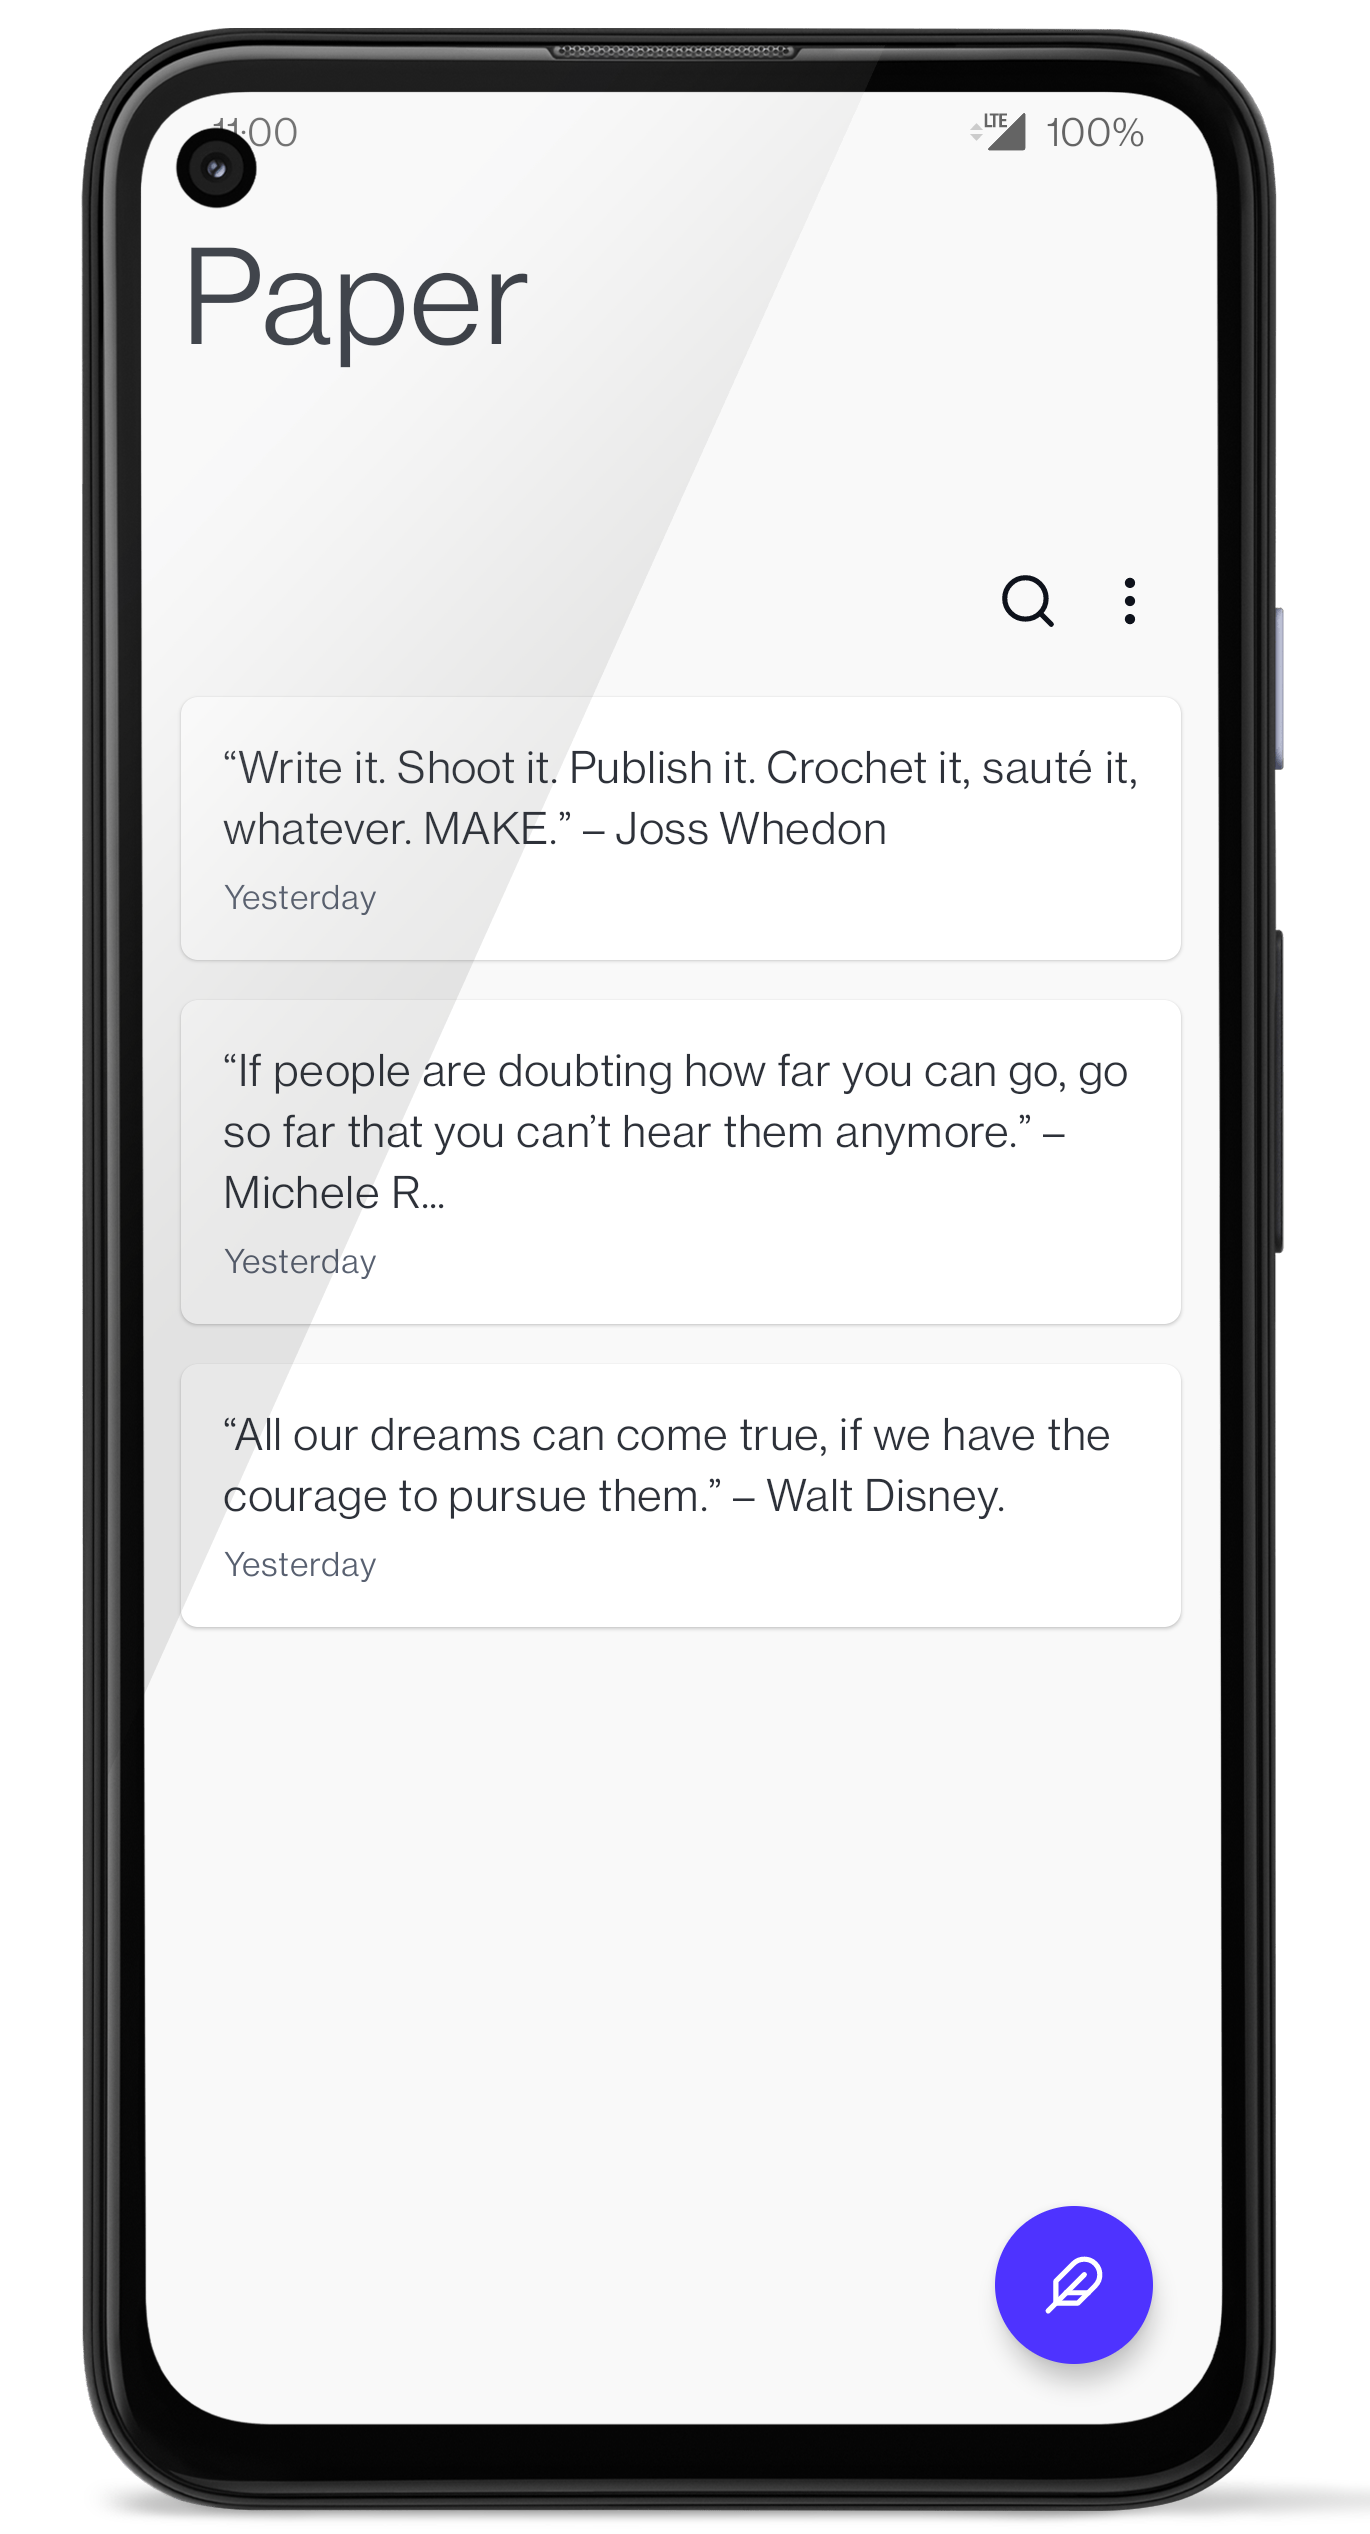 11:00 LTE 100%
Paper
“Write it. Shoot it. Publish it. Crochet it, sauté it,
whatever. MAKE.” – Joss Whedon
Yesterday
“If people are doubting how far you can go, go
so far that you can’t hear them anymore.” –
Michele R...
Yesterday
“All our dreams can come true, if we have the
courage to pursue them.” – Walt Disney.
Yesterday